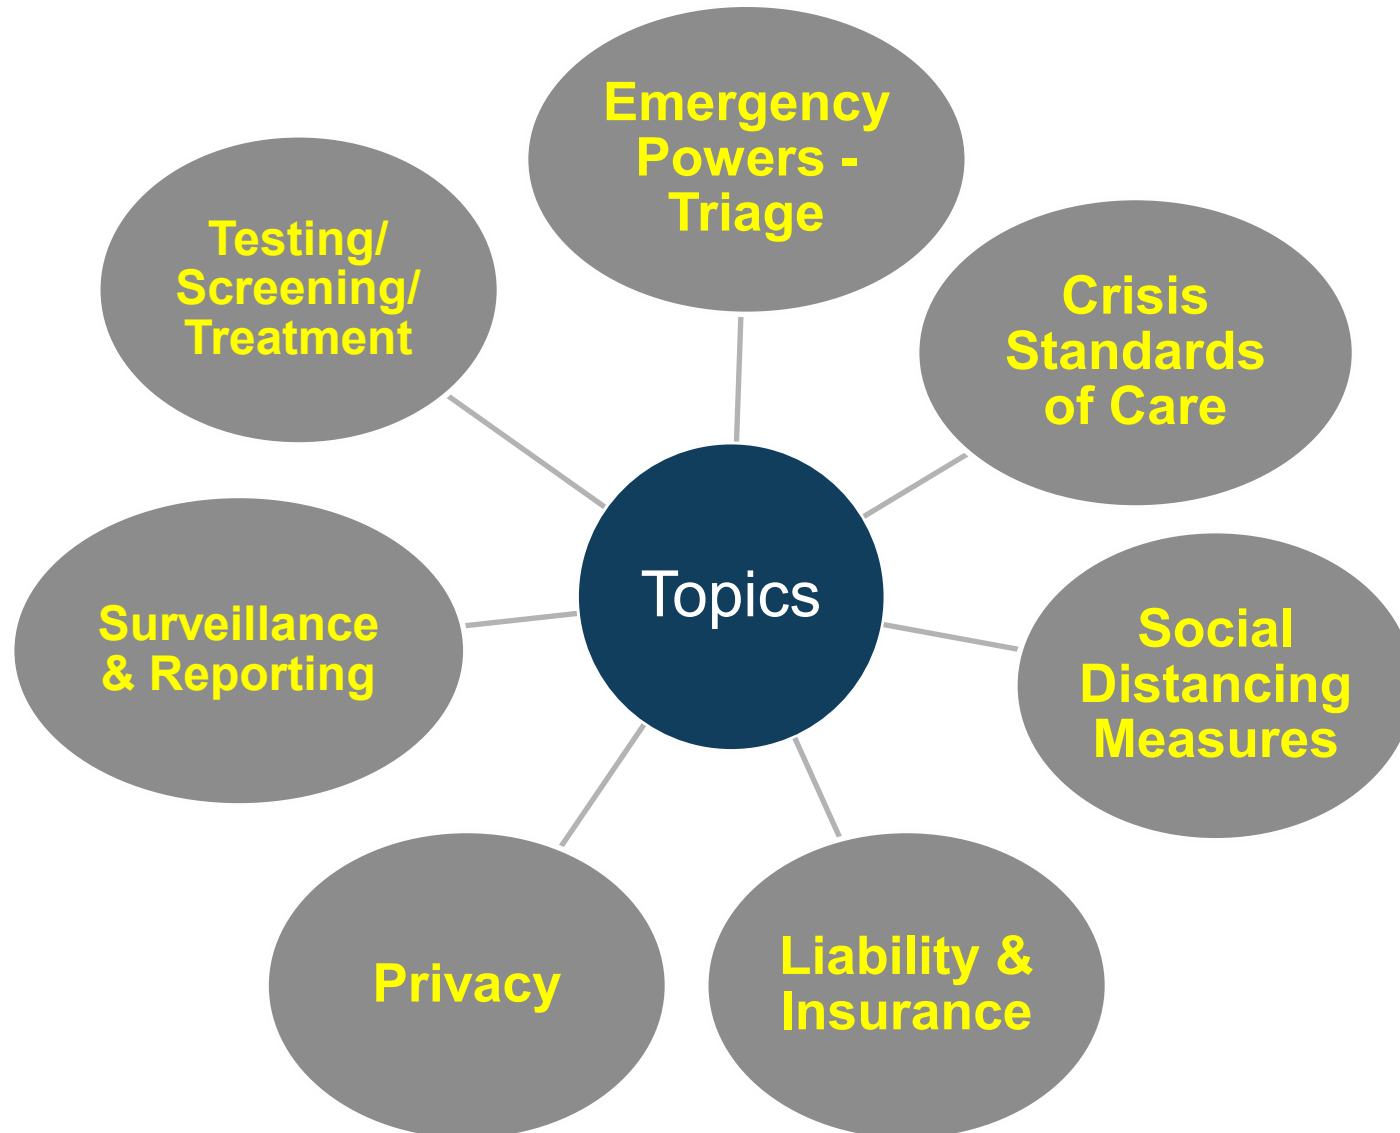 Emergency
Powers -
Triage
Crisis
Standards
of Care
Social
Distancing
Measures
Liability &
Insurance
Privacy
Surveillance
& Reporting
Testing/
Screening/
Treatment
Topics